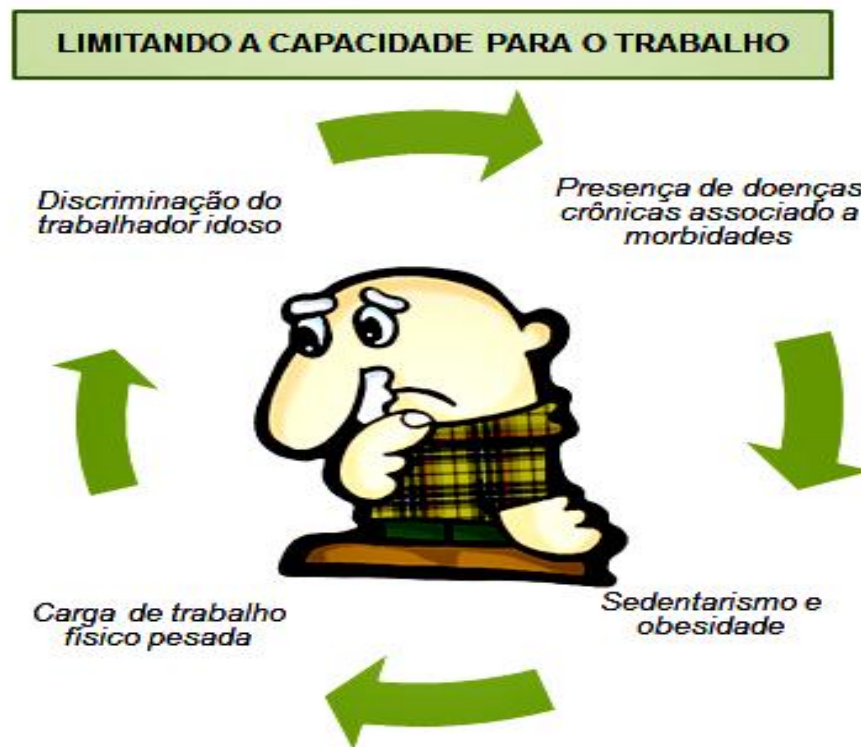 LIMITANDO A CAPACIDADE PARA O TRABALHO
Discriminação do
trabalhador idoso
Presença de doenças
crônicas associado a
morbidades
Carga de trabalho
físico pesada
Sedentarismo e
obesidade